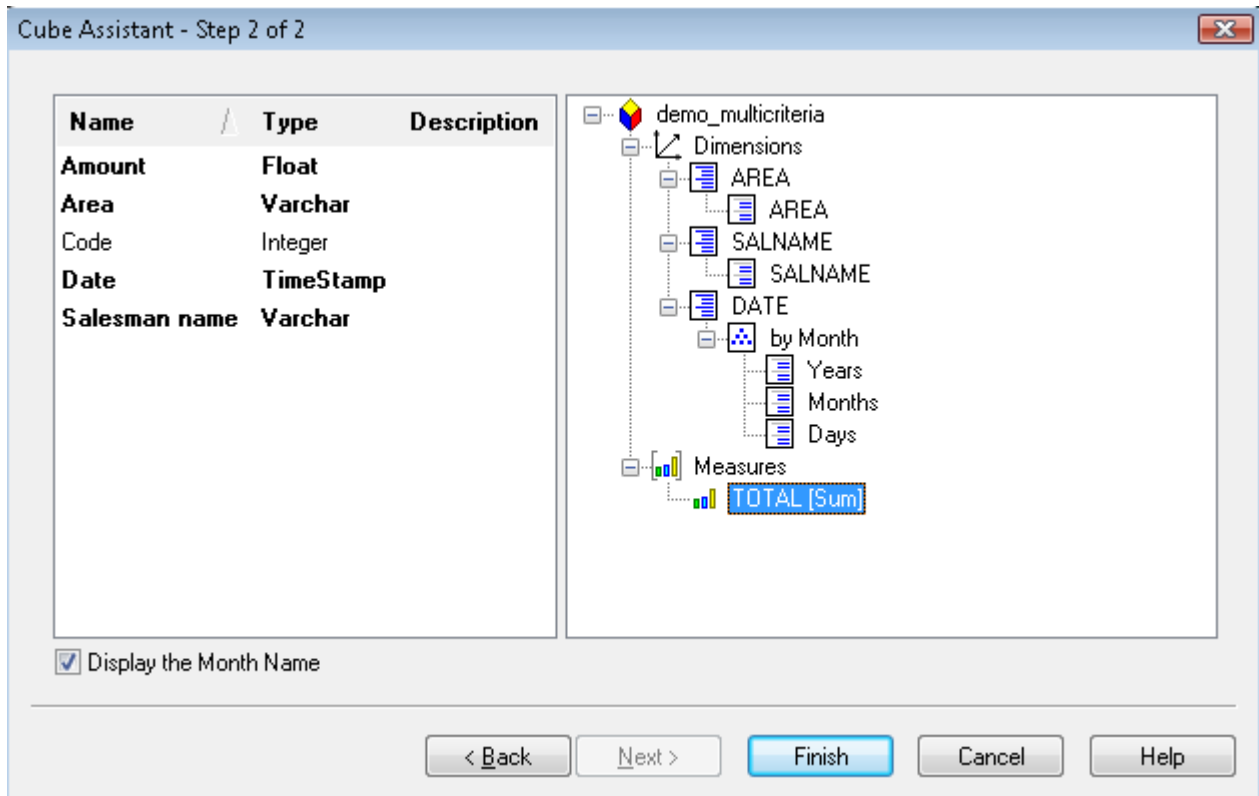 Cube Assistant - Step 2 of 2
Name Type Description
Amount Float
Area Varchar
Code Integer
Date TimeStamp
Salesman name Varchar
demo_multicriteria
Dimensions
AREA
AREA
SALNAME
SALNAME
DATE
by Month
Years
Months
Days
Measures
TOTAL [Sum]
Display the Month Name
< Back Next > Finish Cancel Help